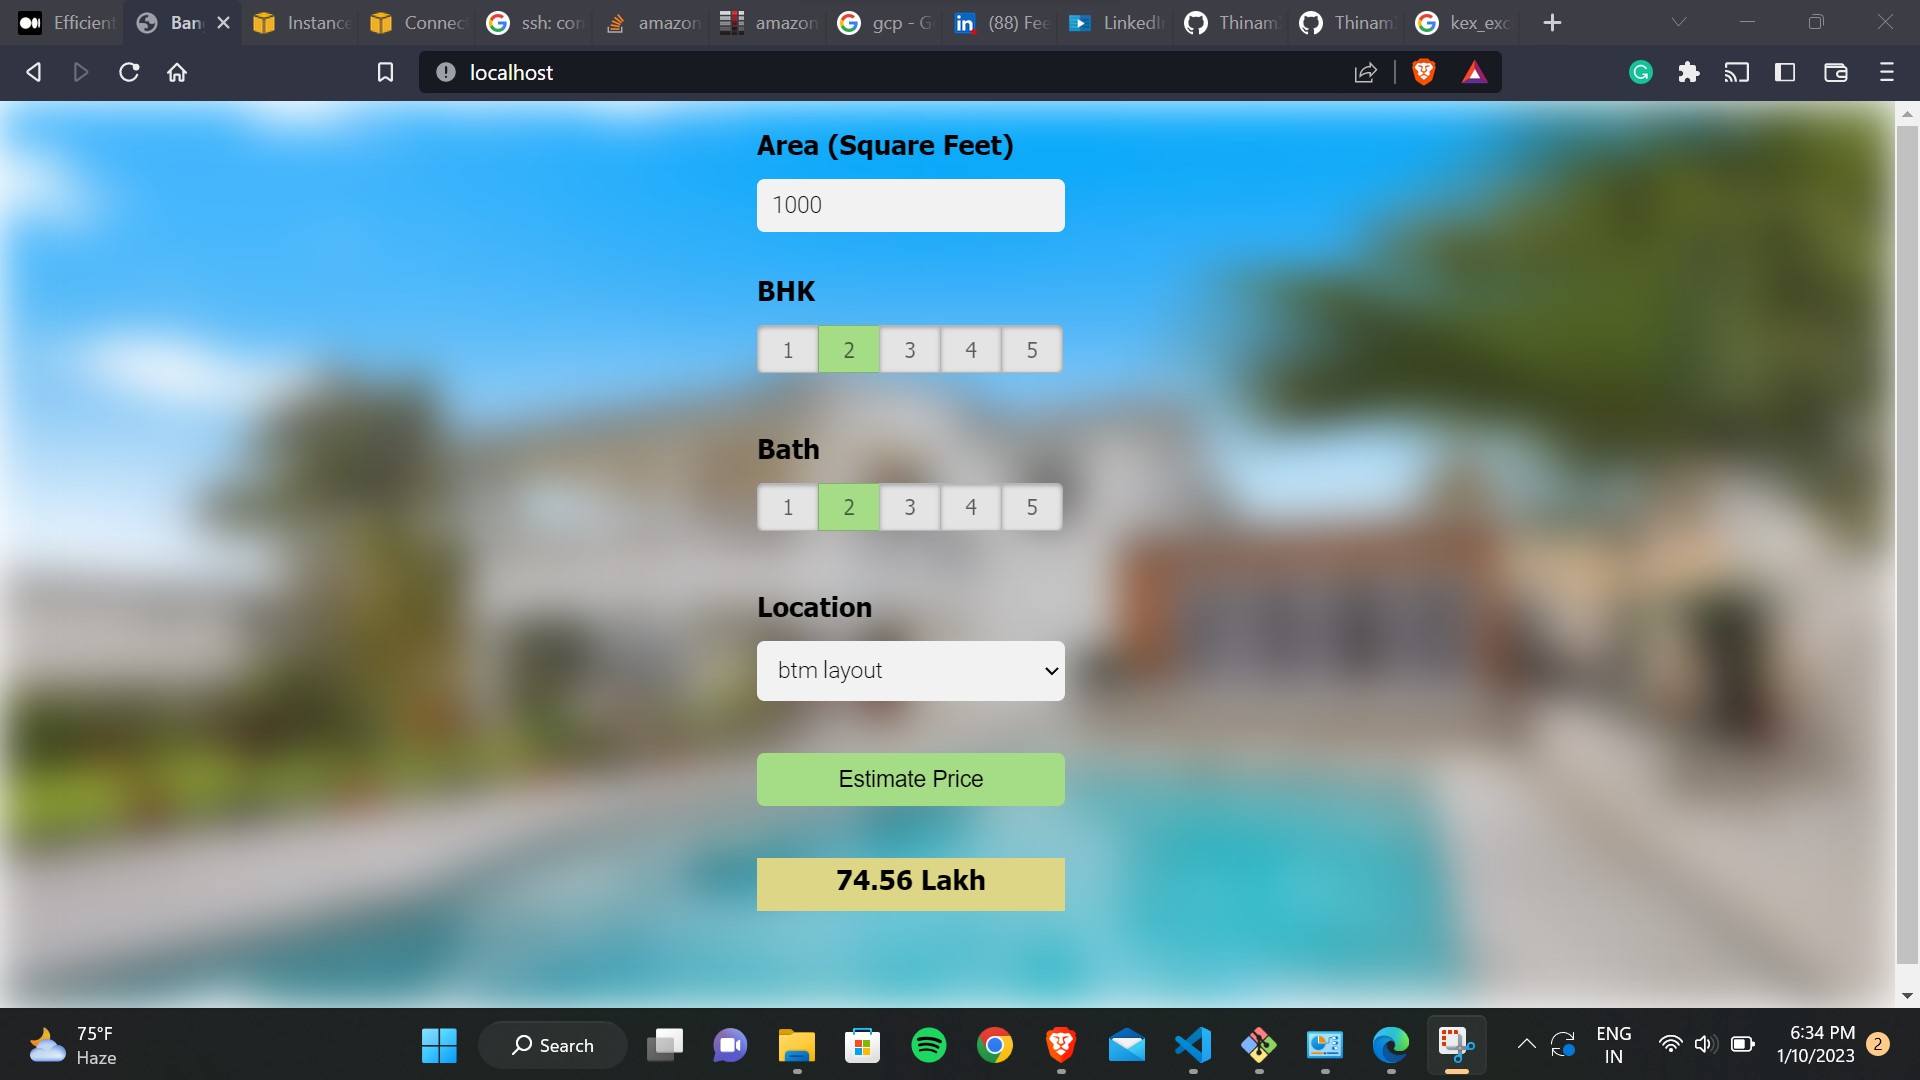 Efficient
Ban
Instance
Connec
ssh: con
amazon
amazon
gcp - G
(88) Fee
LinkedIn
Thinam
Thinam
kex_exc
localhost
Area (Square Feet)
1000
BHK
1 2 3 4 5
Bath
1 2 3 4 5
Location
btm layout
Estimate Price
74.56 Lakh
75°F
Haze
Search
ENG
IN
6:34 PM
1/10/2023
2